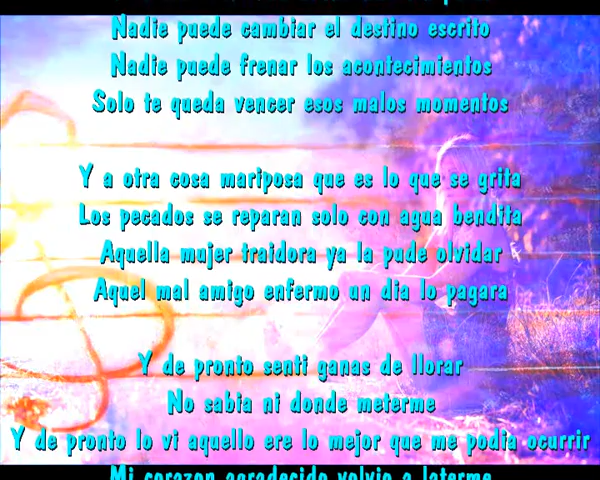 Nadie puede cambiar el destino escrito
Nadie puede frenar los acontecimientos
Solo te queda vencer esos malos momentos
Y a otra cosa mariposa que es lo que se grita
Los pecados se reparan solo con agua bendita
Aquella mujer traidora ya la pude olvidar
Aquel mal amigo enfermo un dia lo pagara
Y de pronto senti ganas de llorar
No sabia ni donde meterme
Y de pronto lo vi aquello ere lo mejor que me podia ocurrir
Mi corazon agradecido volvio a laterme